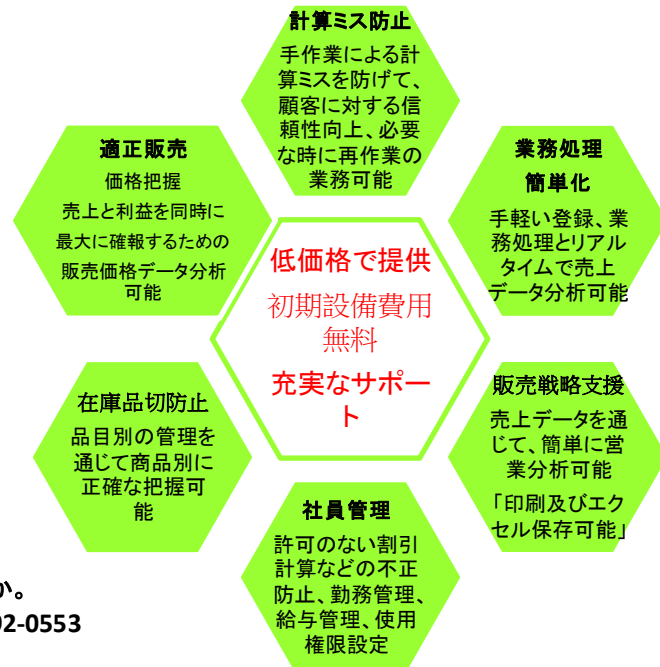 計算ミス防止
手作業による計
算ミスを防げて、
顧客に対する信
頼性向上、必要
な時に再作業の
業務可能
適正販売
価格把握
売上と利益を同時に
最大に確報するための
販売価格データ分析
可能
業務処理
簡単化
手軽い登録、業
務処理とリアル
タイムで売上
データ分析可能
低価格で提供
初期設備費用
無料
充実なサポー
ト
在庫品切防止
品目別の管理を
通じて商品別に
正確な把握可
能
販売戦略支援
売上データを通
じて、簡単に営
業分析可能
「印刷及びエク
セル保存可能」
社員管理
許可のない割引
計算などの不正
防止、勤務管理、
給与管理、使用
権限設定
か。
02-0553